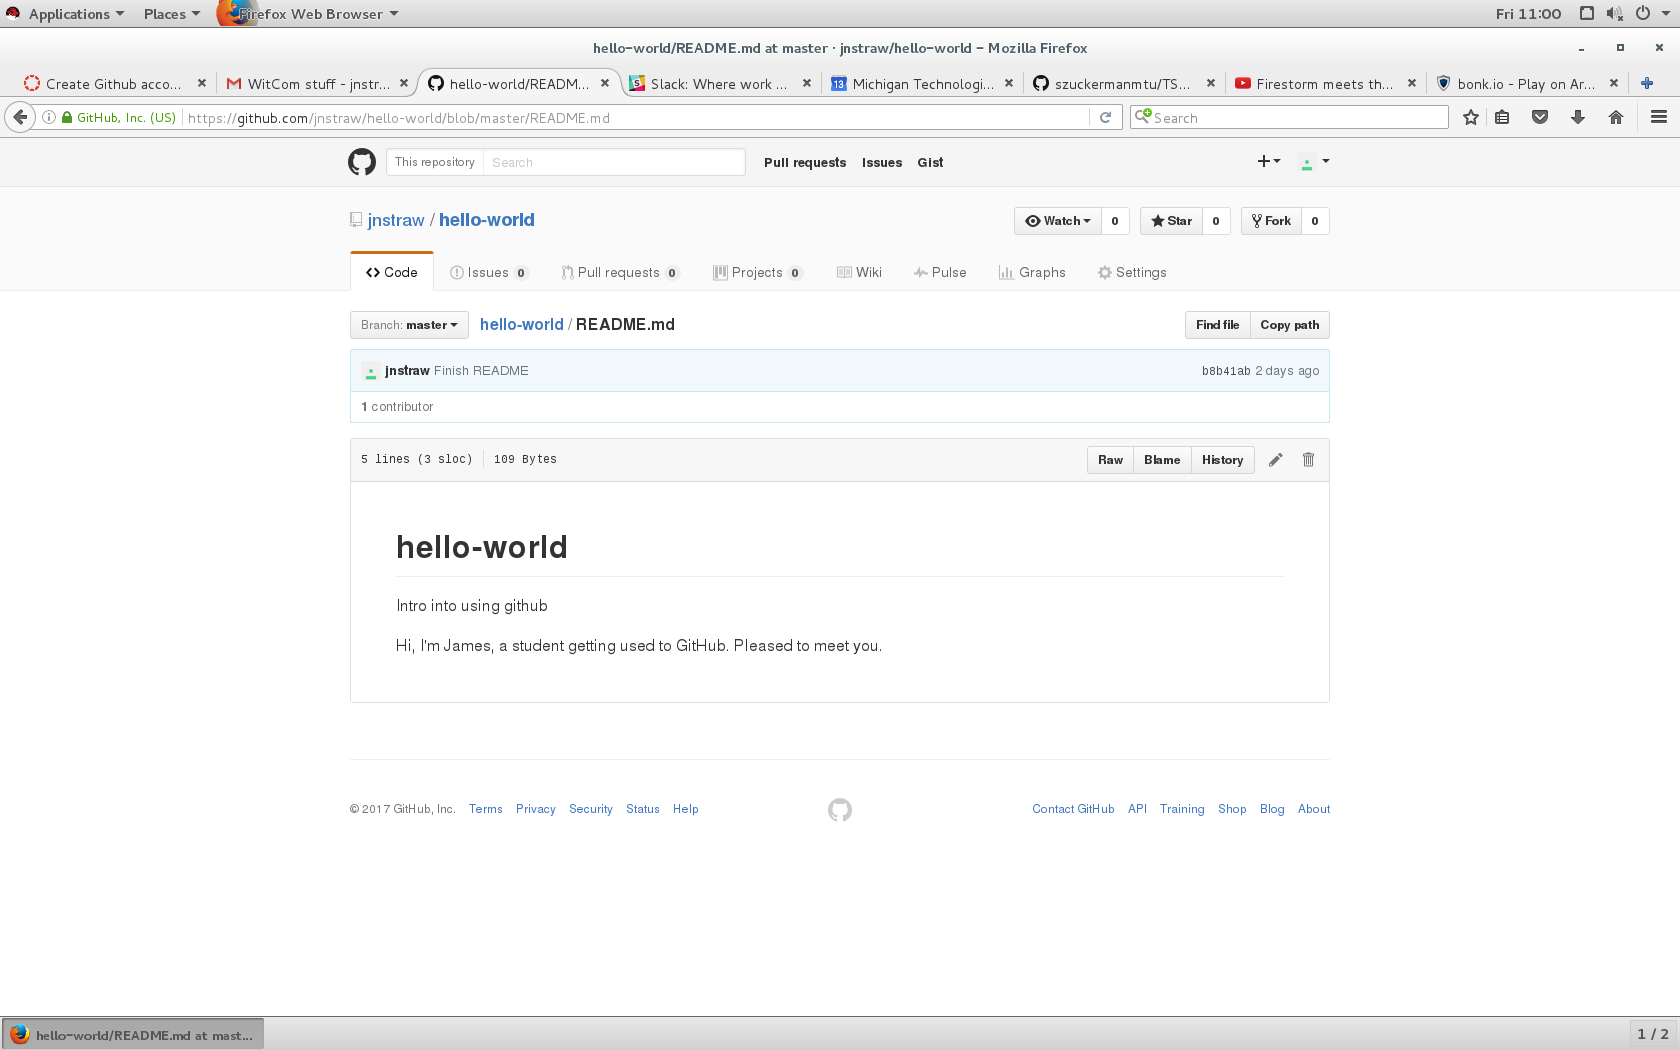 Applications Places Firefox Web Browser Fri 11:00
hello-world/README.md at master · jnstraw/hello-world - Mozilla Firefox
Create Github acco... WitCom stuff - jnstr... hello-world/READM... Slack: Where work ... Michigan Technologi... szuckermanmtu/TS... Firestorm meets th... bonk.io - Play on Ar...
GitHub, Inc. (US) https://github.com/jnstraw/hello-world/blob/master/README.md Search
This repository Search Pull requests Issues Gist
jnstraw / hello-world Watch 0 Star 0 Fork 0
Code Issues 0 Pull requests 0 Projects 0 Wiki Pulse Graphs Settings
Branch: master hello-world / README.md Find file Copy path
jnstraw Finish README b8b41ab 2 days ago
1 contributor
5 lines (3 sloc) 109 Bytes Raw Blame History
hello-world
Intro into using github
Hi, I'm James, a student getting used to GitHub. Pleased to meet you.
© 2017 GitHub, Inc. Terms Privacy Security Status Help Contact GitHub API Training Shop Blog About
hello-world/README.md at mast... 1 / 2